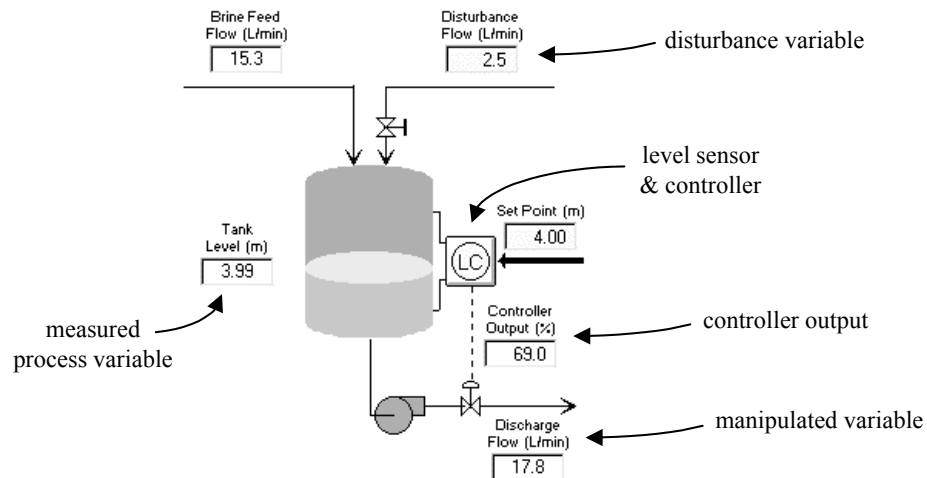 Brine Feed
Flow (L/min)
15.3
Disturbance
Flow (L/min)
2.5
disturbance variable
level sensor
& controller
Set Point (m)
4.00
Tank
Level (m)
3.99
LC
measured
process variable
Controller
Output (%)
69.0
controller output
Discharge
Flow (L/min)
17.8
manipulated variable